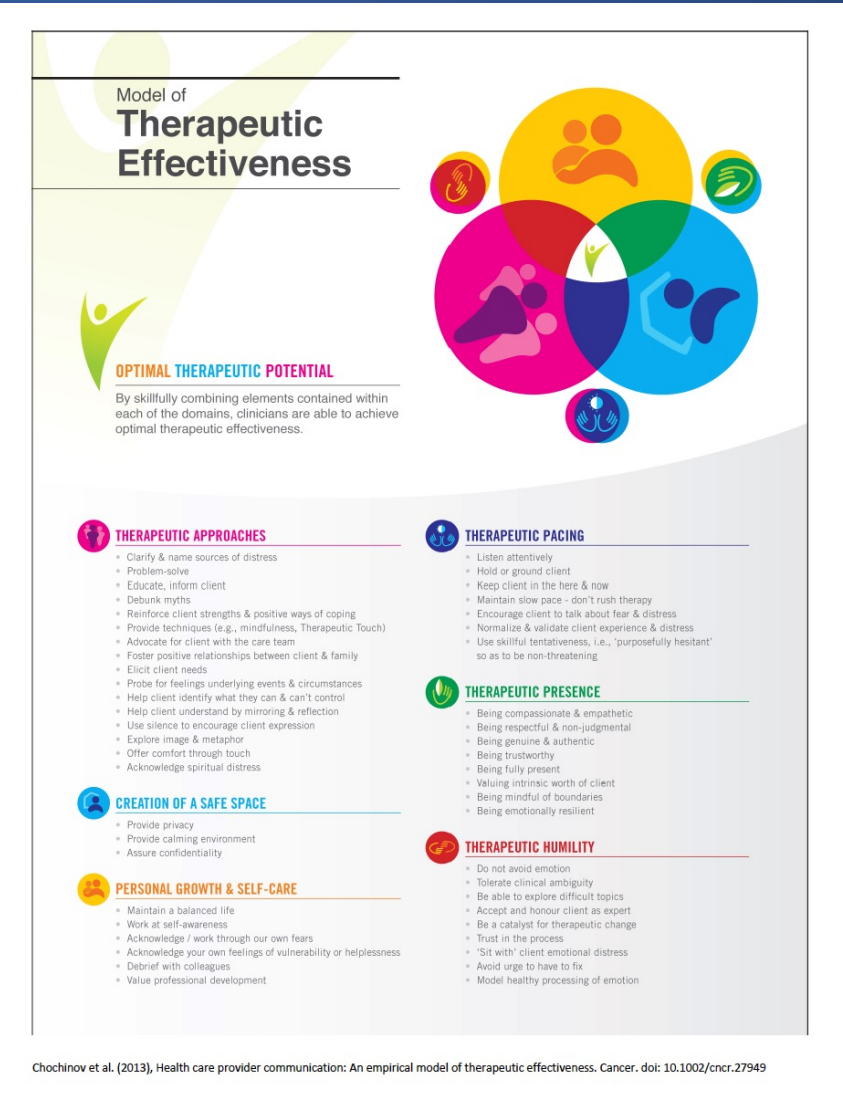 Model of
Therapeutic
Effectiveness
OPTIMAL THERAPEUTIC POTENTIAL
By skillfully combining elements contained within
each of the domains, clinicians are able to achieve
optimal therapeutic effectiveness.
THERAPEUTIC APPROACHES
• Clarify & name sources of distress
• Problem-solve
• Educate, inform client
• Debunk myths
• Reinforce client strengths & positive ways of coping
• Provide techniques (e.g., mindfulness, Therapeutic Touch)
• Advocate for client with the care team
• Foster positive relationships between client & family
• Elicit client needs
• Probe for feelings underlying events & circumstances
• Help client identify what they can & can't control
• Help client understand by mirroring & reflection
• Use silence to encourage client expression
• Explore image & metaphor
• Offer comfort through touch
• Acknowledge spiritual distress
CREATION OF A SAFE SPACE
• Provide privacy
• Provide calming environment
• Assure confidentiality
PERSONAL GROWTH & SELF-CARE
• Maintain a balanced life
• Work at self-awareness
• Acknowledge / work through our own fears
• Acknowledge your own feelings of vulnerability or helplessness
• Debrief with colleagues
• Value professional development
THERAPEUTIC PACING
• Listen attentively
• Hold or ground client
• Keep client in the here & now
• Maintain slow pace - don't rush therapy
• Encourage client to talk about fear & distress
• Normalize & validate client experience & distress
• Use skillful tentativeness, i.e., 'purposefully hesitant'
so as to be non-threatening
THERAPEUTIC PRESENCE
• Being compassionate & empathetic
• Being respectful & non-judgmental
• Being genuine & authentic
• Being trustworthy
• Being fully present
• Valuing intrinsic worth of client
• Being mindful of boundaries
• Being emotionally resilient
THERAPEUTIC HUMILITY
• Do not avoid emotion
• Tolerate clinical ambiguity
• Be able to explore difficult topics
• Accept and honour client as expert
• Be a catalyst for therapeutic change
• Trust in the process
• 'Sit with' client emotional distress
• Avoid urge to have to fix
• Model healthy processing of emotion
Chochinov et al. (2013), Health care provider communication: An empirical model of therapeutic effectiveness. Cancer. doi: 10.1002/cncr.27949